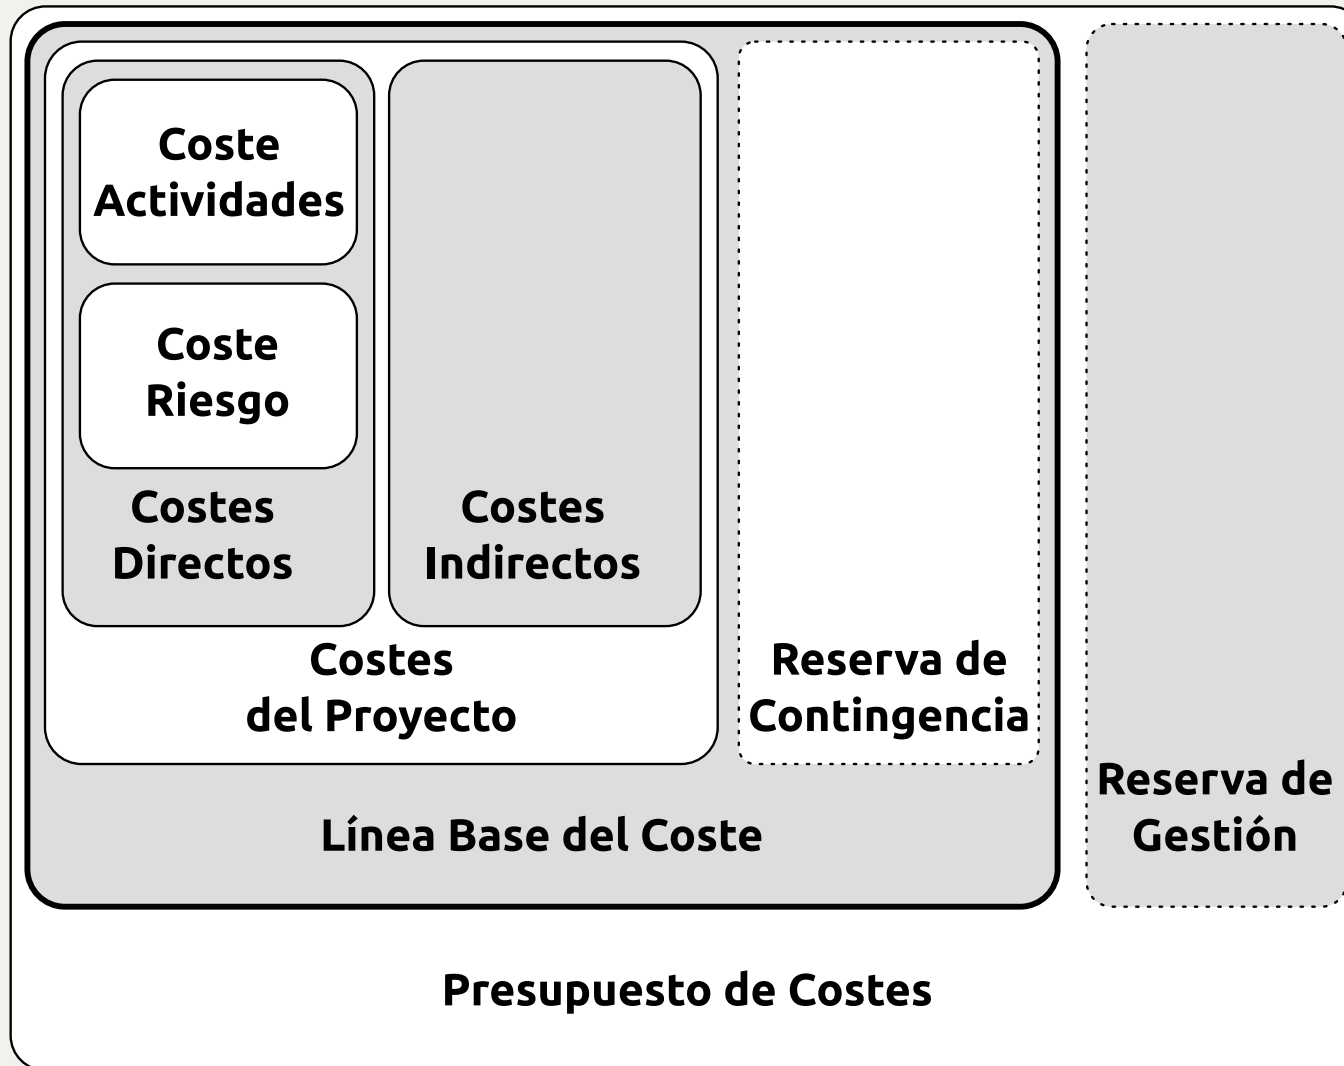 Coste
Actividades
Coste
Riesgo
Costes
Directos
Costes
Indirectos
Costes
del Proyecto
Reserva de
Contingencia
Línea Base del Coste
Reserva de
Gestión
Presupuesto de Costes